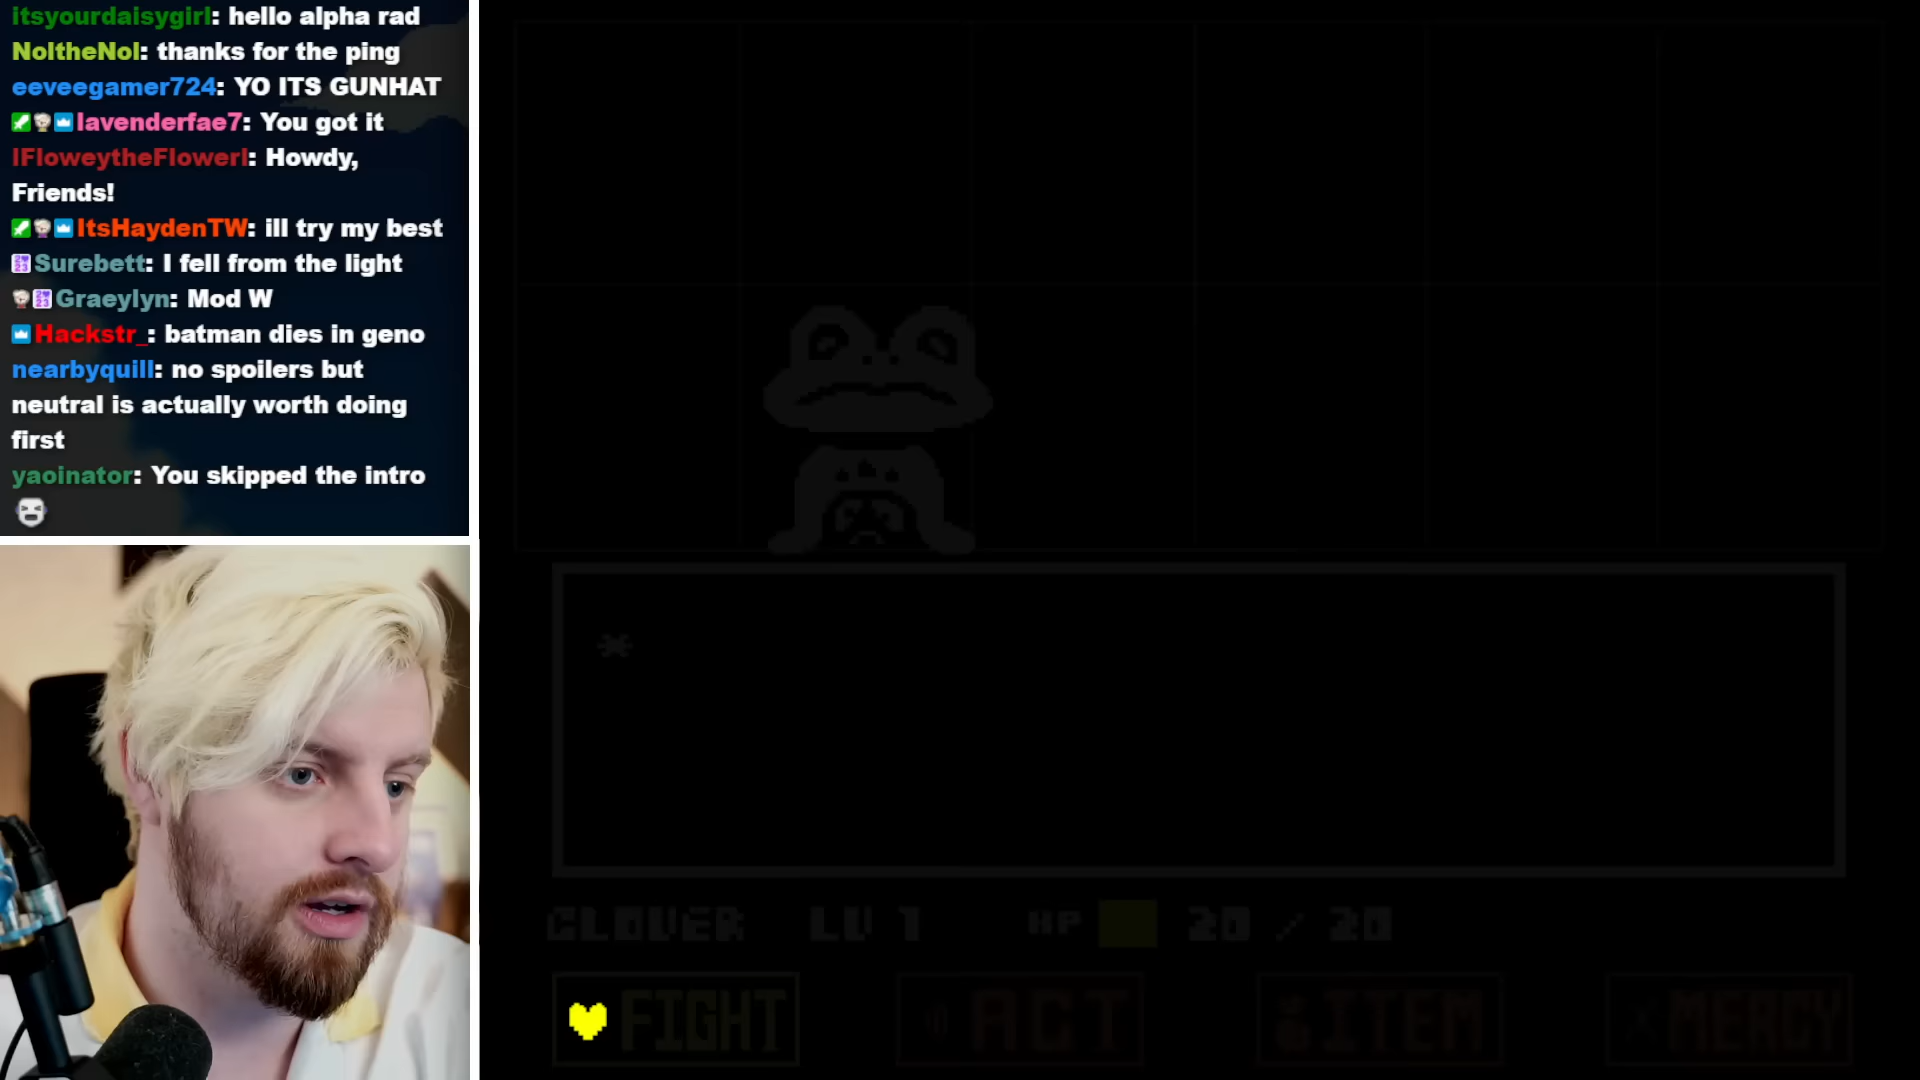 itsyourdaisygirl: hello alpha rad
NoltheNol: thanks for the ping
eeveegamer724: YO ITS GUNHAT
lavenderfae7: You got it
IFloweytheFlowerI: Howdy,
Friends!
ItsHaydenTW: ill try my best
Surebett: I fell from the light
Graeylyn: Mod W
Hackstr_: batman dies in geno
nearbyquill: no spoilers but
neutral is actually worth doing
first
yaoinator: You skipped the intro
*
CLOVER LV 1 HP 20 / 20
FIGHT ACT ITEM MERCY